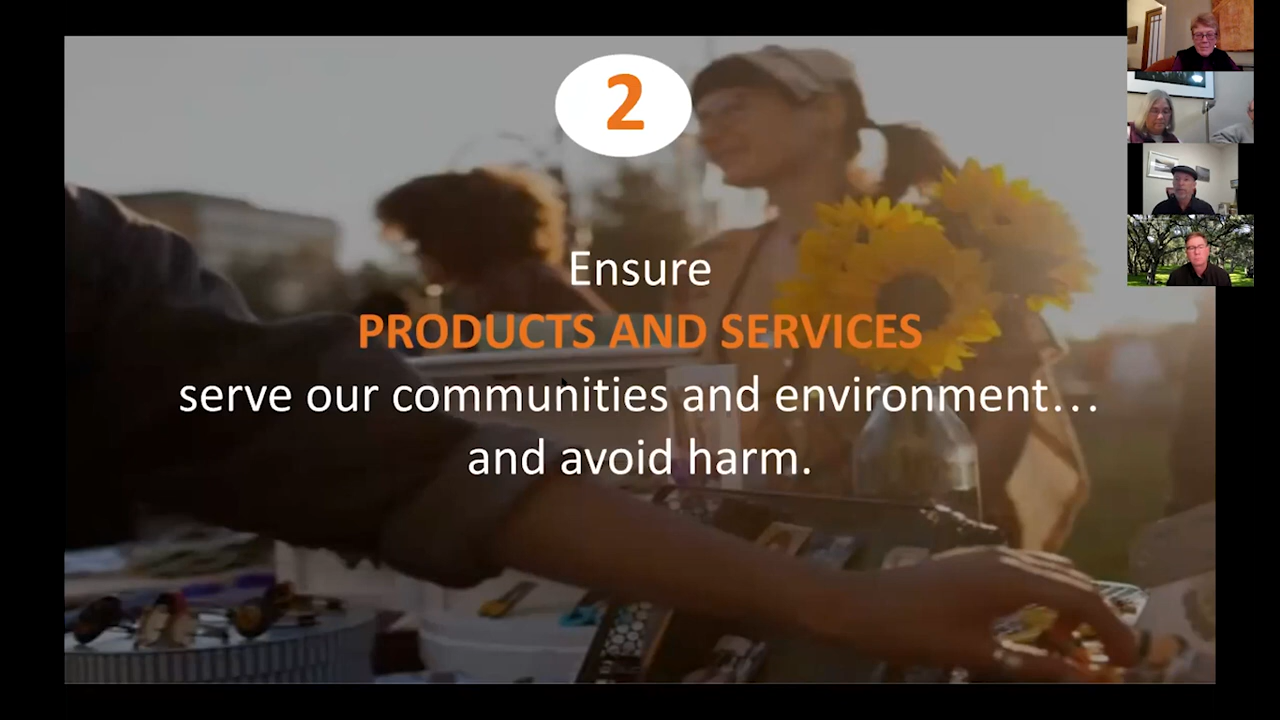 2
Ensure
PRODUCTS AND SERVICES
serve our communities and environment…
and avoid harm.